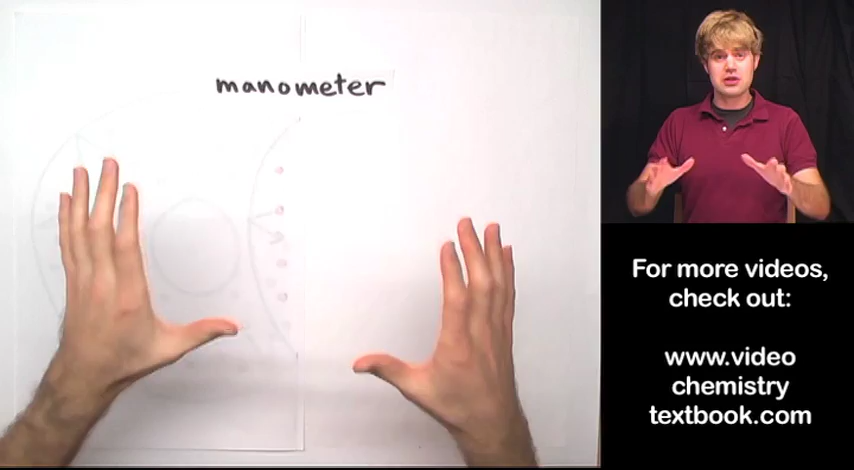 manometer
For more videos,
check out:
www.video
chemistry
textbook.com